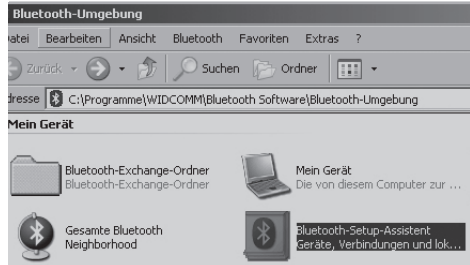 Bluetooth-Umgebung
atei Bearbeiten Ansicht Bluetooth Favoriten Extras ?
Zurück Suchen Ordner
dresse C:\Programme\WIDCOMM\Bluetooth Software\Bluetooth-Umgebung
Mein Gerät
Bluetooth-Exchange-Ordner
Bluetooth-Exchange-Ordner
Mein Gerät
Die von diesem Computer zur ...
Gesamte Bluetooth
Neighborhood
Bluetooth-Setup-Assistent
Geräte, Verbindungen und lok...